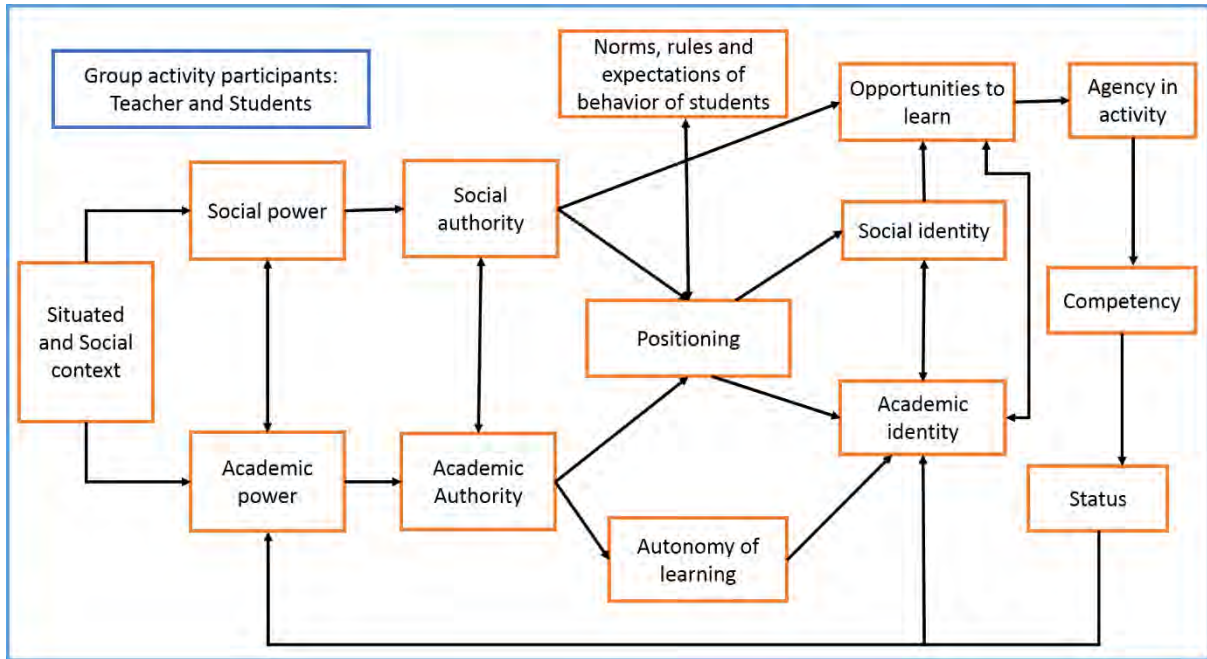 Group activity participants:
Teacher and Students
Norms, rules and
expectations of
behavior of students
Opportunities to
learn
Agency in
activity
Social power
Social
authority
Social identity
Situated
and Social
context
Positioning
Competency
Academic
power
Academic
Authority
Academic
identity
Autonomy of
learning
Status